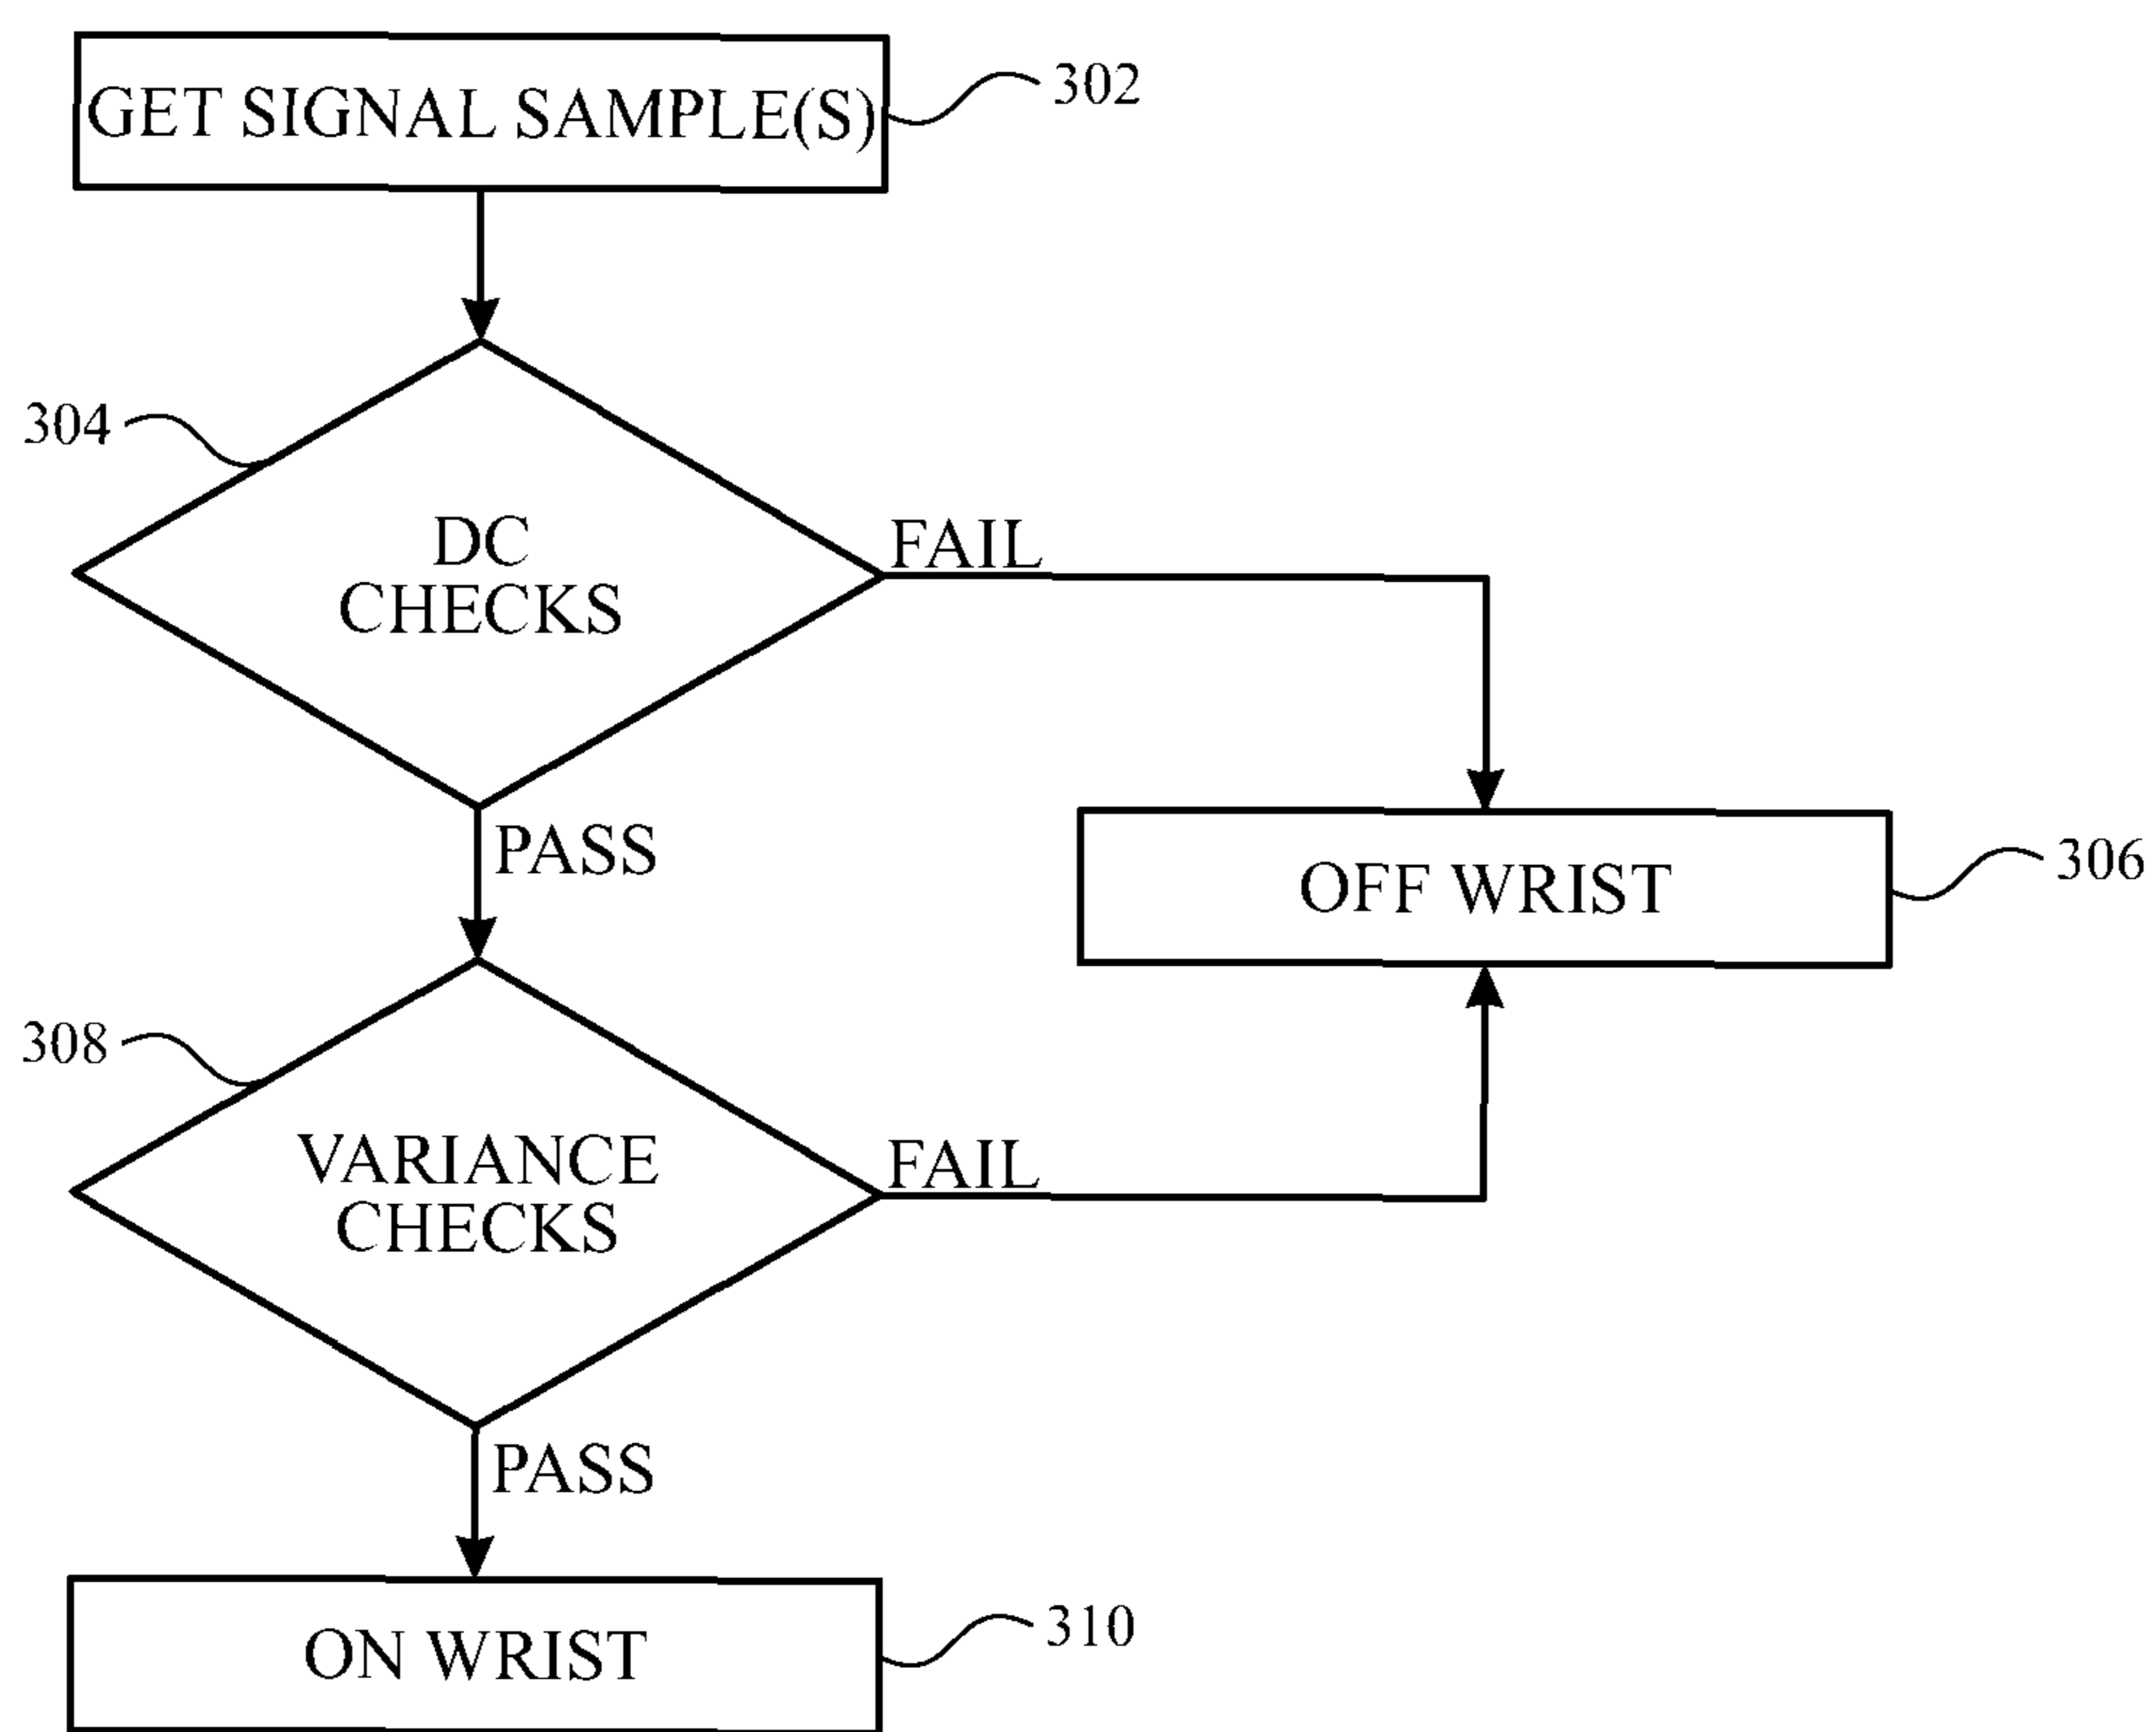 GET SIGNAL SAMPLE(S)
302
304
DC
CHECKS
FAIL
PASS
OFF WRIST
306
308
VARIANCE
CHECKS
FAIL
PASS
ON WRIST
310